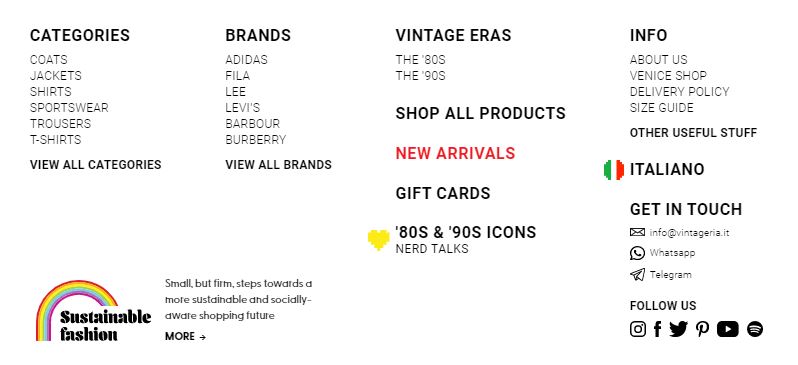 CATEGORIES
COATS
JACKETS
SHIRTS
SPORTSWEAR
TROUSERS
T-SHIRTS
VIEW ALL CATEGORIES
BRANDS
ADIDAS
FILA
LEE
LEVI'S
BARBOUR
BURBERRY
VIEW ALL BRANDS
VINTAGE ERAS
THE '80S
THE '90S
SHOP ALL PRODUCTS
NEW ARRIVALS
GIFT CARDS
'80S & '90S ICONS
NERD TALKS
INFO
ABOUT US
VENICE SHOP
DELIVERY POLICY
SIZE GUIDE
OTHER USEFUL STUFF
ITALIANO
GET IN TOUCH
info@vintageria.it
Whatsapp
Telegram
FOLLOW US
Sustainable
fashion
Small, but firm, steps towards a
more sustainable and socially-
aware shopping future
MORE →